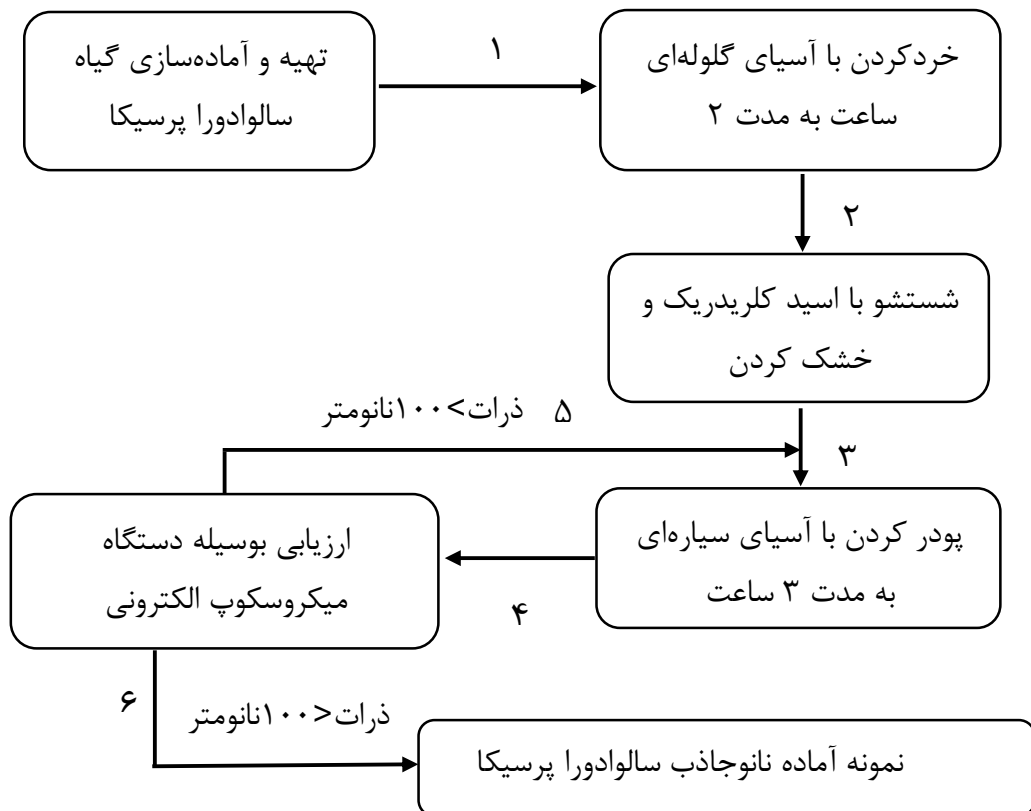 تهیه و آماده‌سازی گیاه
سالوادورا پرسیکا
۱
خردکردن با آسیای گلوله‌ای
ساعت به مدت ۲
۲
شستشو با اسید کلریدریک و
خشک کردن
۳
پودر کردن با آسیای سیاره‌ای
به مدت ۳ ساعت
۴
ارزیابی بوسیله دستگاه
میکروسکوپ الکترونی
۵ ذرات>۱۰۰نانومتر
۶
ذرات<۱۰۰نانومتر
نمونه آماده نانوجاذب سالوادورا پرسیکا